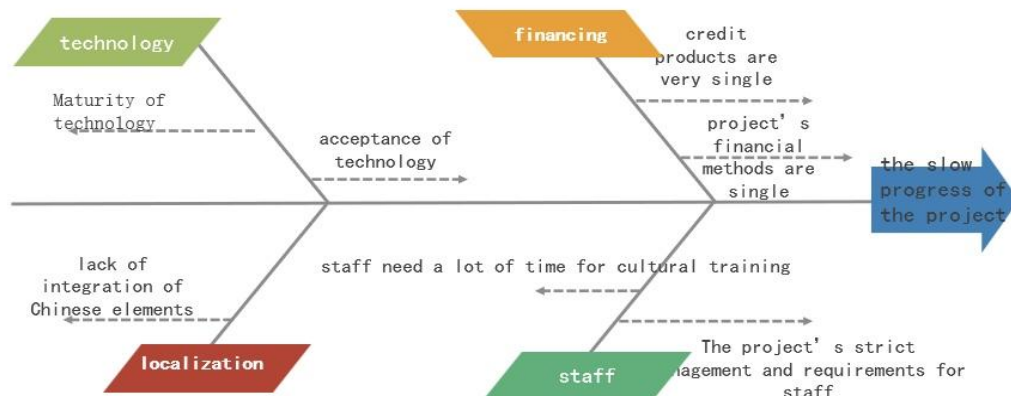 technology
financing
credit
products are
very single
Maturity of
technology
acceptance of
technology
project's
financial
methods are
single
the slow
progress of
the project
lack of
integration of
Chinese elements
staff need a lot of time for cultural training
localization
staff
The project's strict
nagement and requirements for
staff